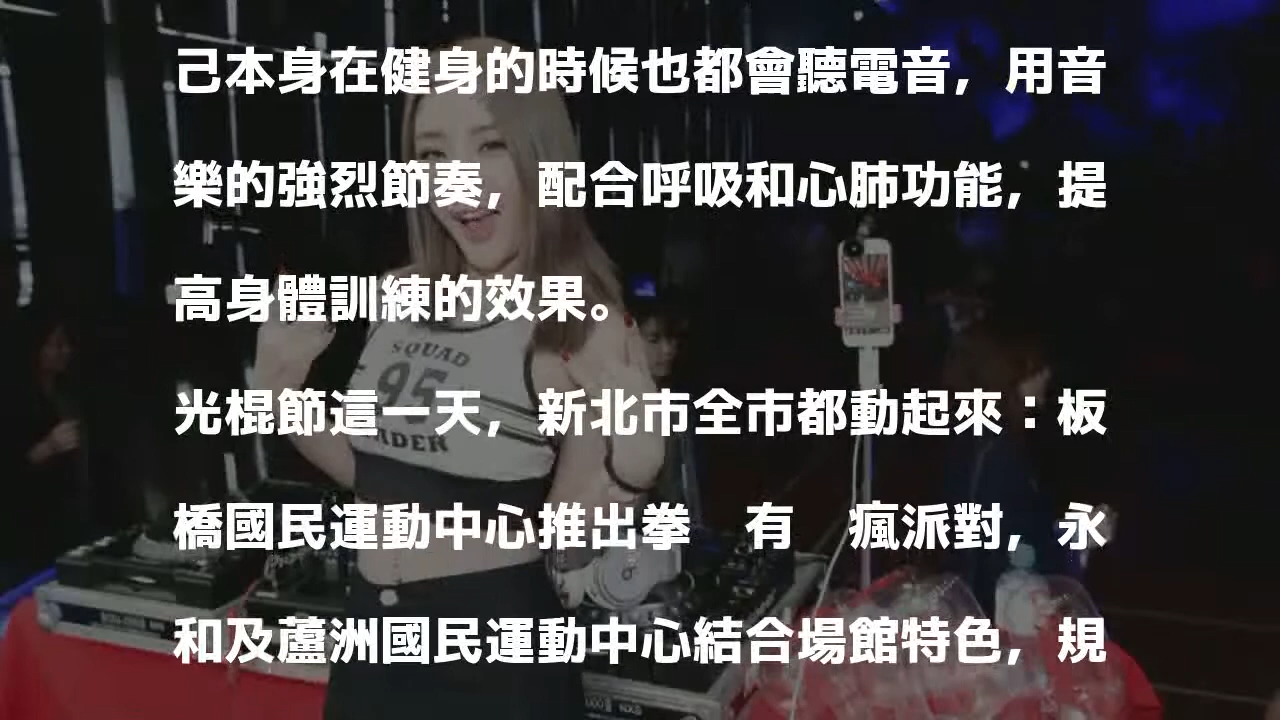 己本身在健身的時候也都會聽電音，用音
樂的強烈節奏，配合呼吸和心肺功能，提
高身體訓練的效果。
SQUAD
95
光棍節這一天，新北市全市都動起來：板
橋國民運動中心推出拳　有　瘋派對，永
和及蘆洲國民運動中心結合場館特色，規